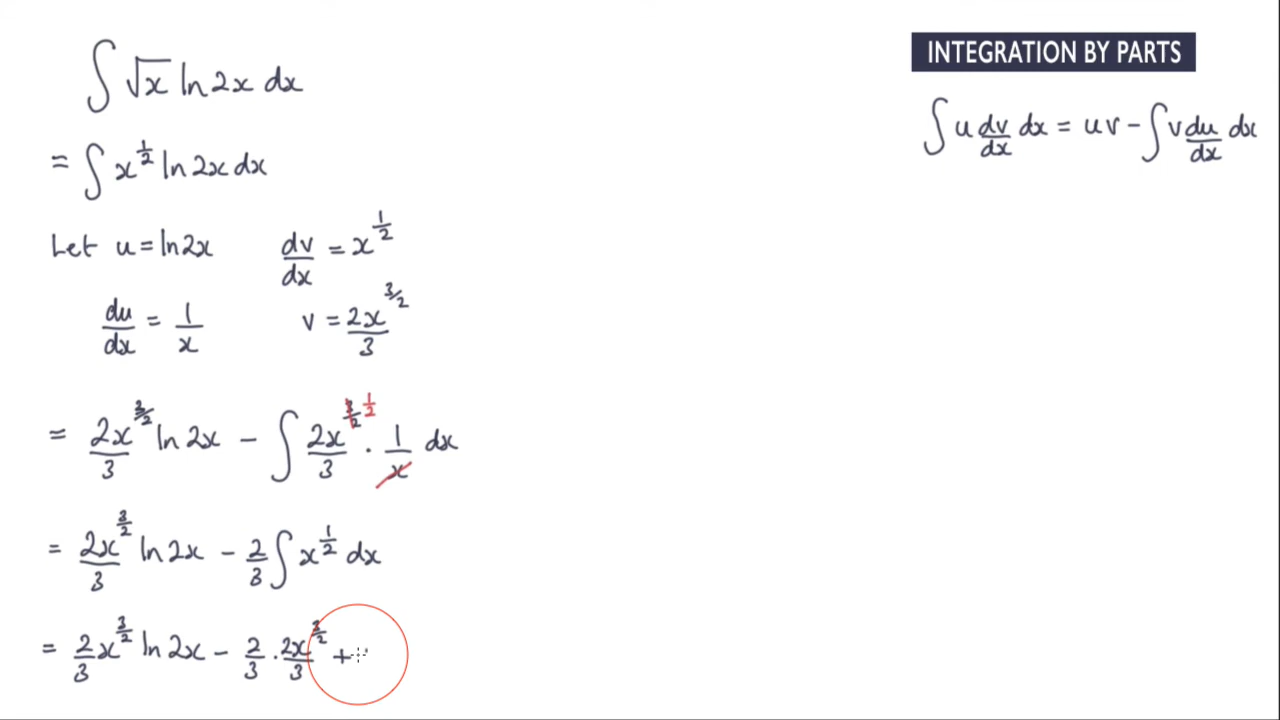 ∫ √x ln 2x dx
= ∫ x^(1/2) ln 2x dx
Let u = ln 2x    dv/dx = x^(1/2)
du/dx = 1/x    v = 2x^(3/2)/3
= 2x^(3/2)/3 ln 2x − ∫ 2x^(3/2)/3 ^(1/2) · 1/x dx
= 2x^(3/2)/3 ln 2x − 2/3 ∫ x^(1/2) dx
= 2/3 x^(3/2) ln 2x − 2/3 · 2x^(3/2)/3 +
INTEGRATION BY PARTS
∫ u dv/dx dx = uv − ∫ v du/dx dx